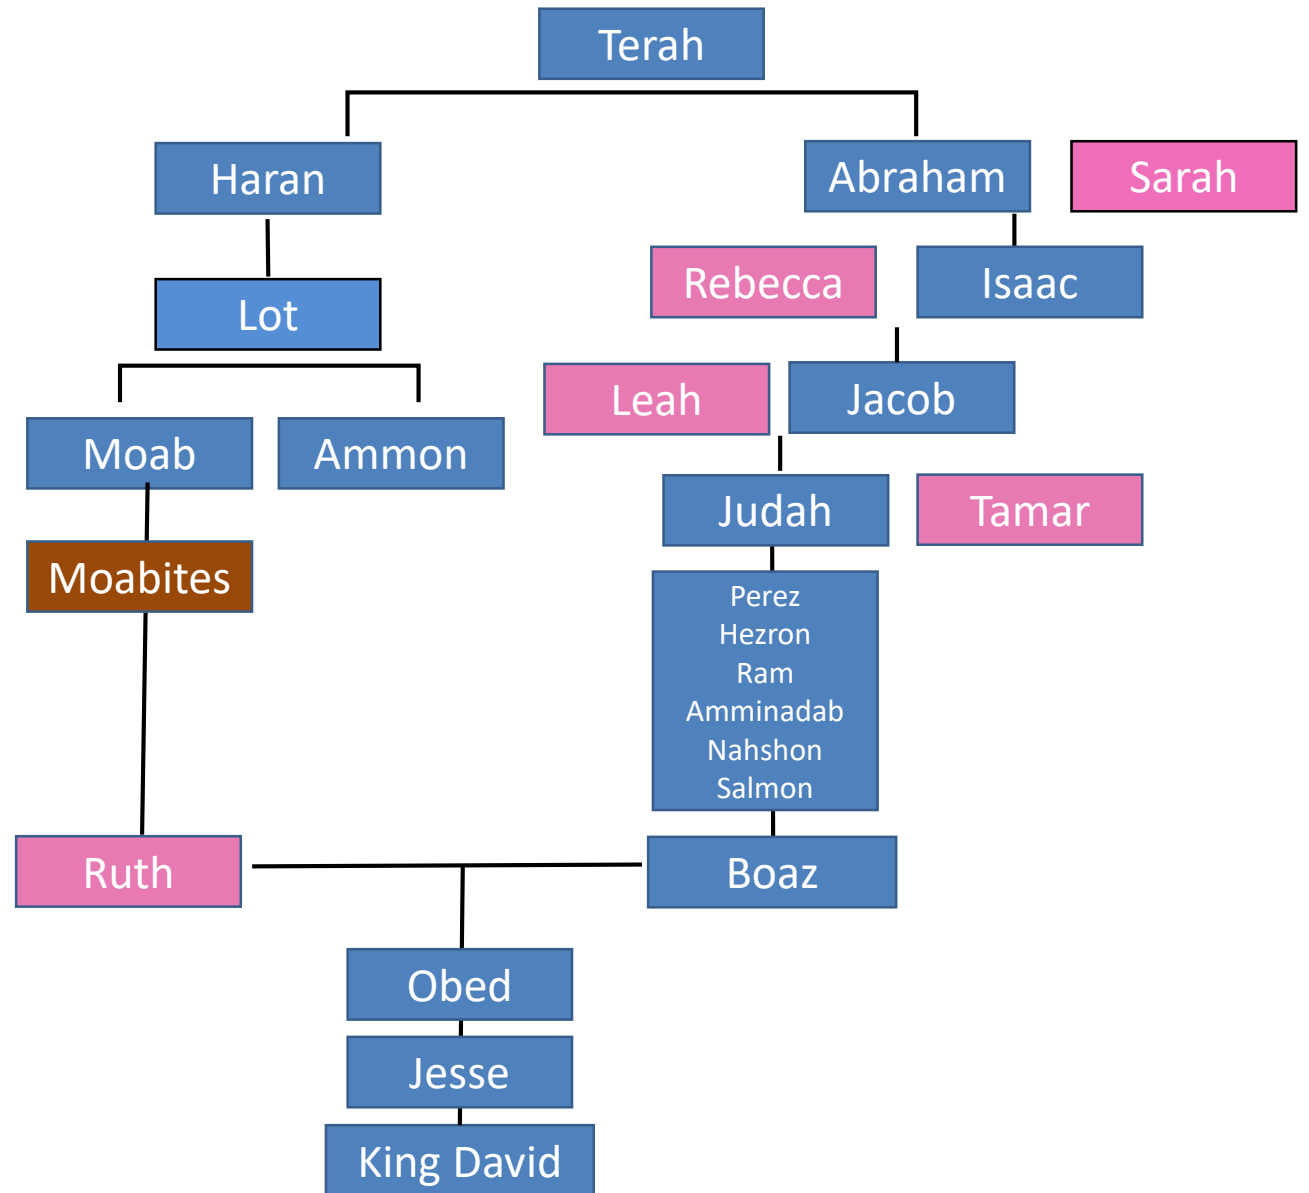 Terah
Haran
Abraham
Sarah
Rebecca
Isaac
Lot
Leah
Jacob
Moab
Ammon
Judah
Tamar
Moabites
Perez
Hezron
Ram
Amminadab
Nahshon
Salmon
Ruth
Boaz
Obed
Jesse
King David